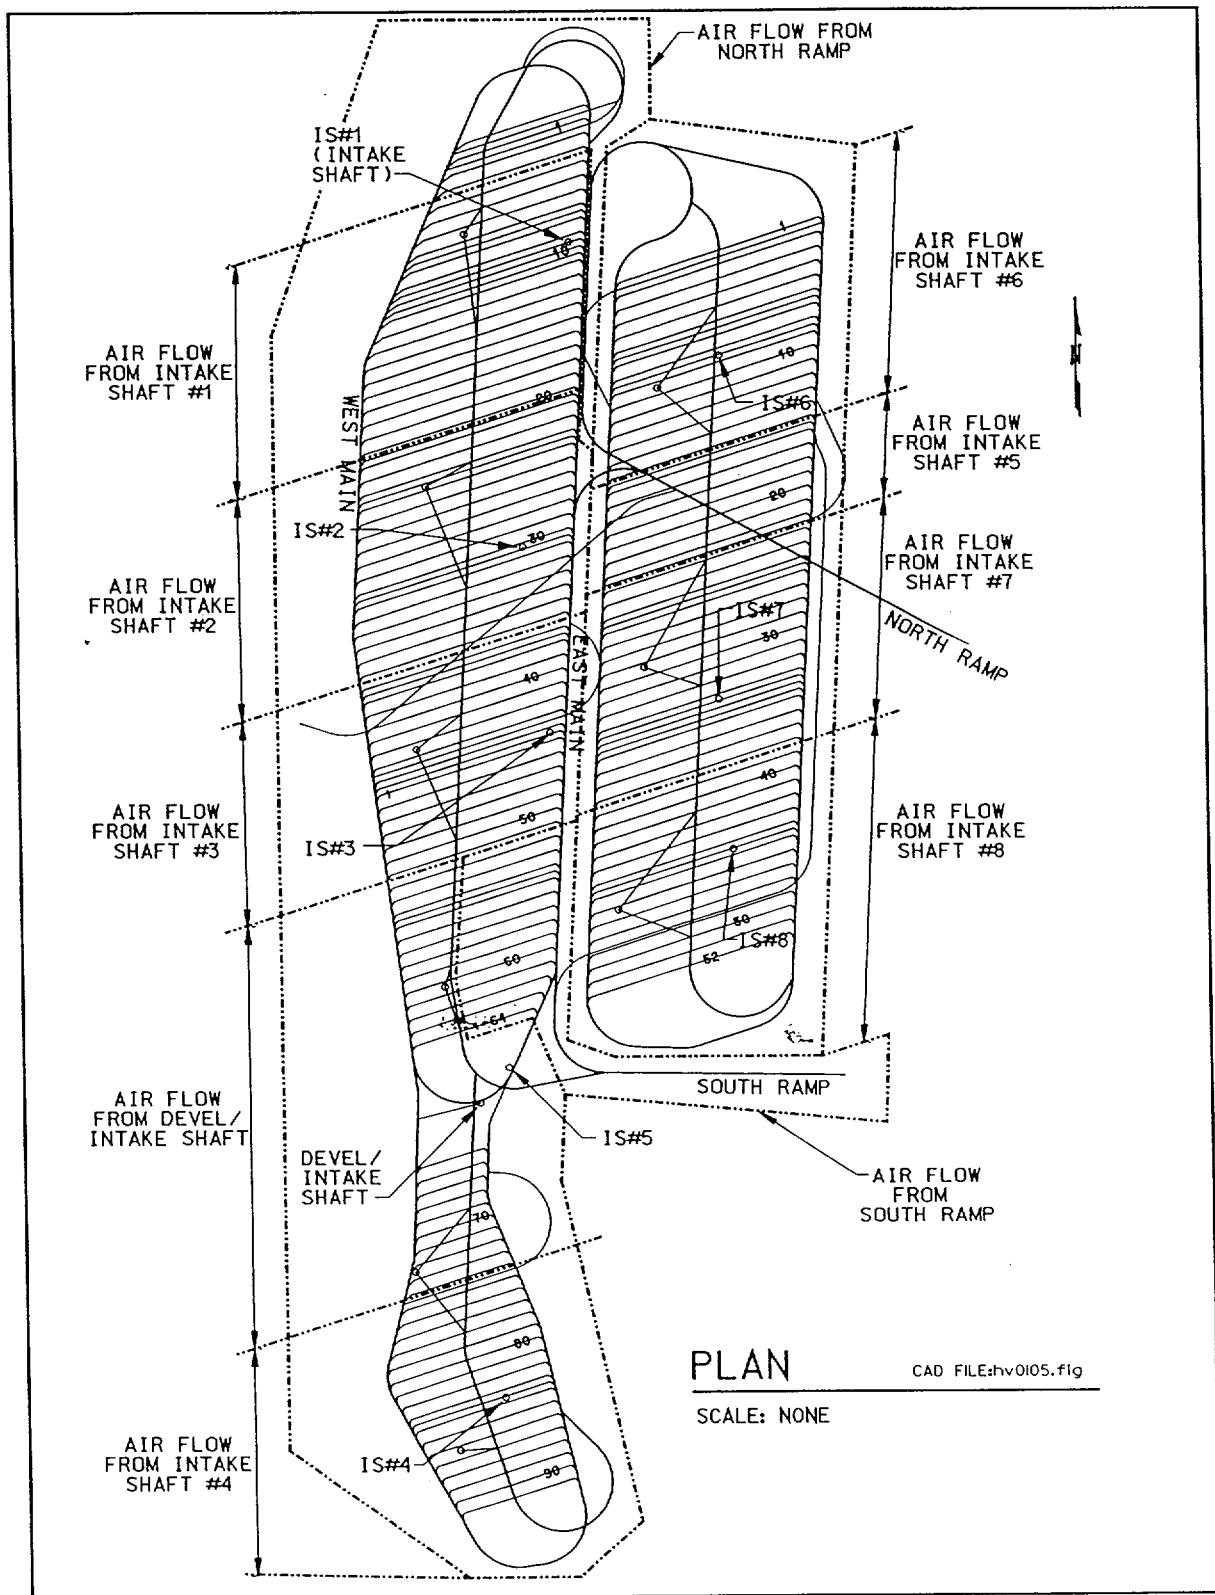 AIR FLOW FROM
NORTH RAMP
IS#1
(INTAKE
SHAFT)
1
10
1
AIR FLOW
FROM INTAKE
SHAFT #6
N
AIR FLOW
FROM INTAKE
SHAFT #1
WEST MAIN
20
10
IS#6
AIR FLOW
FROM INTAKE
SHAFT #5
20
IS#2
30
AIR FLOW
FROM INTAKE
SHAFT #7
AIR FLOW
FROM INTAKE
SHAFT #2
IS#7
30
NORTH RAMP
EAST MAIN
40
40
1
50
AIR FLOW
FROM INTAKE
SHAFT #3
IS#3
AIR FLOW
FROM INTAKE
SHAFT #8
50
IS#8
52
60
64
SOUTH RAMP
AIR FLOW
FROM DEVEL/
INTAKE SHAFT
IS#5
DEVEL/
INTAKE
SHAFT
AIR FLOW
FROM
SOUTH RAMP
70
80
PLAN
CAD FILE:hv0105.fig
SCALE: NONE
AIR FLOW
FROM INTAKE
SHAFT #4
IS#4
90